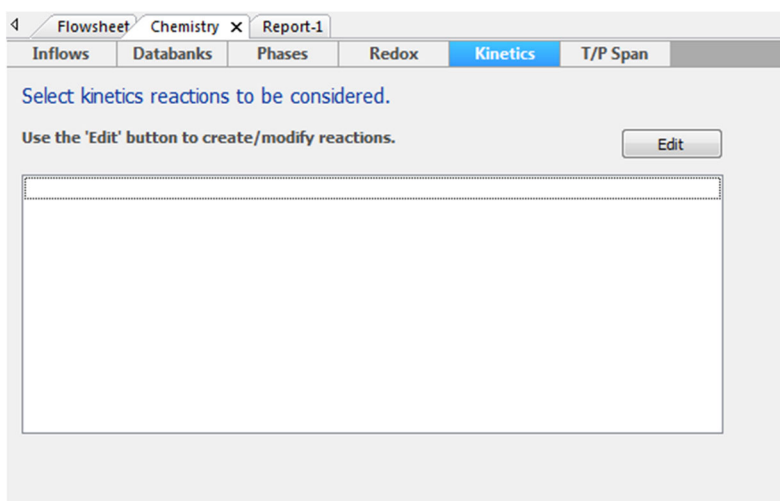 Flowsheet Chemistry Report-1
Inflows Databanks Phases Redox Kinetics T/P Span
Select kinetics reactions to be considered.
Use the 'Edit' button to create/modify reactions.
Edit